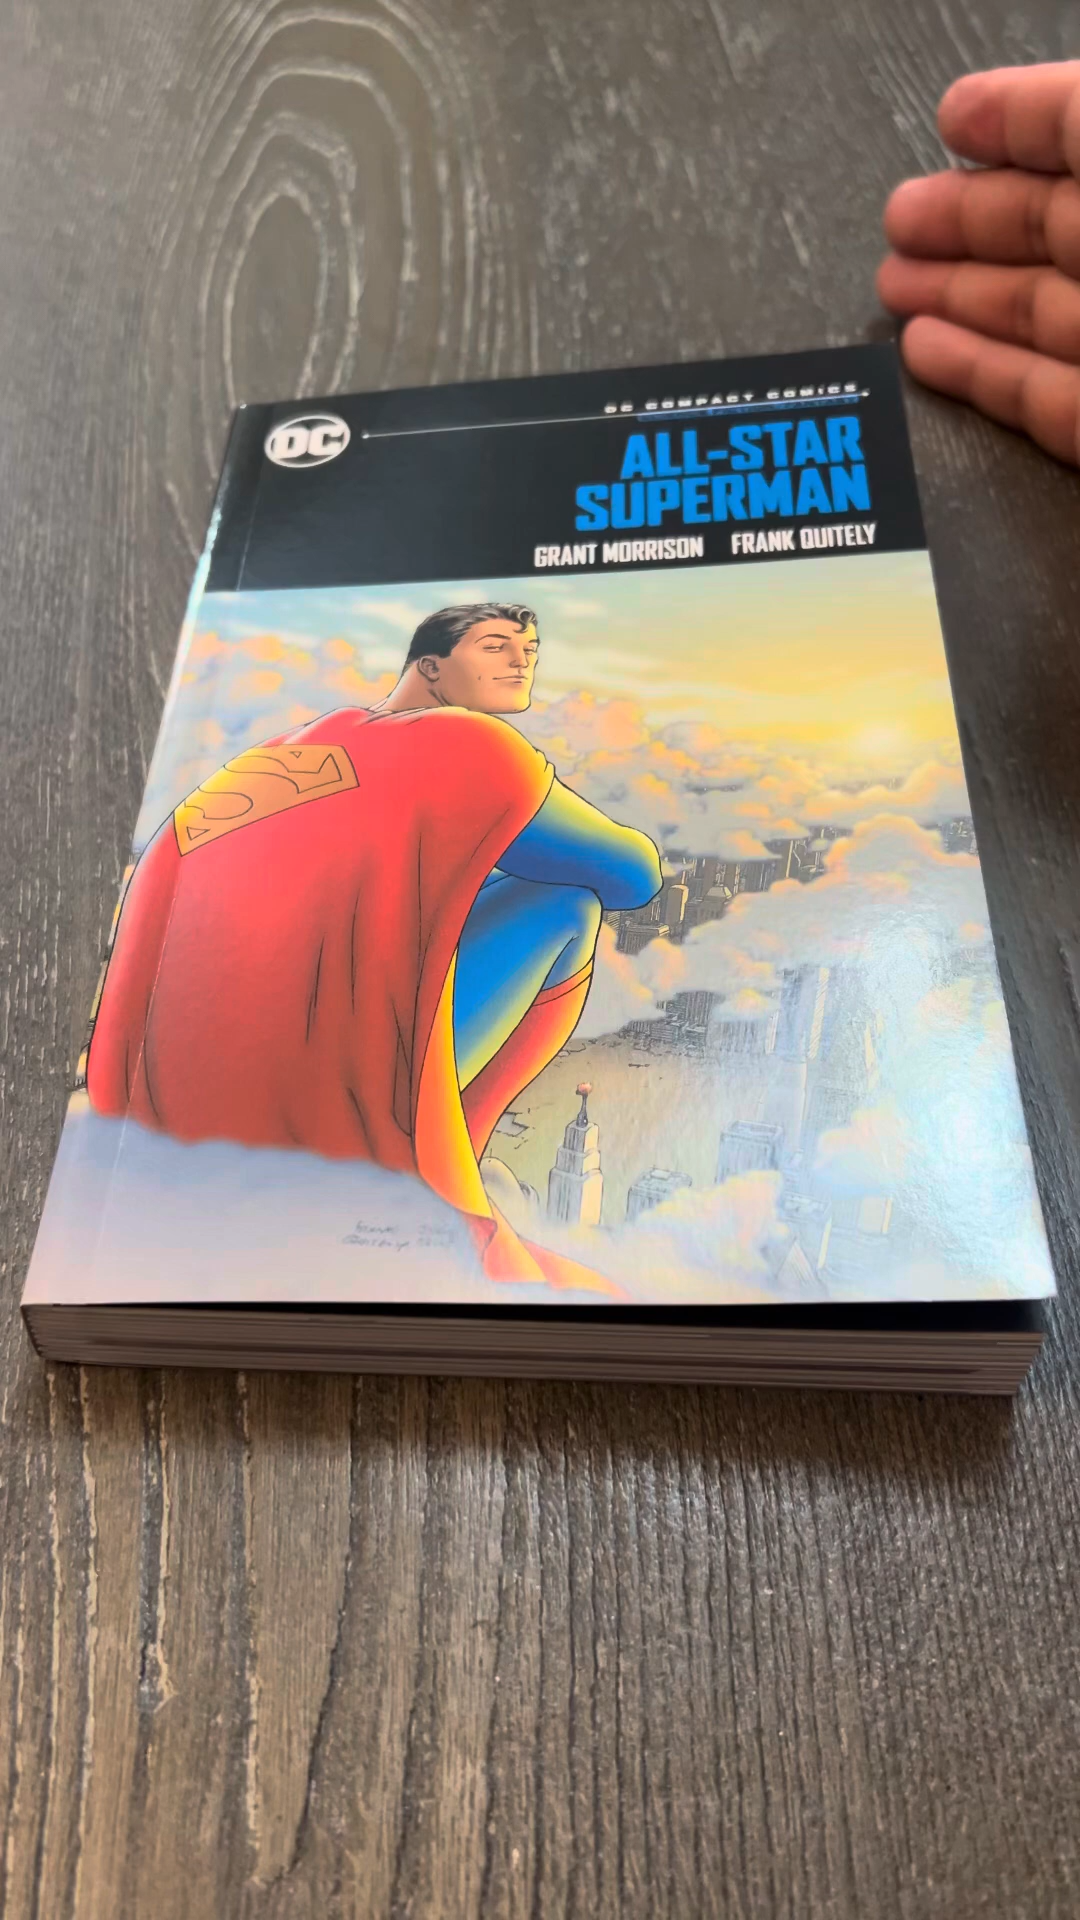 DC
DC COMPACT COMICS
ALL-STAR
SUPERMAN
GRANT MORRISON FRANK QUITELY
S